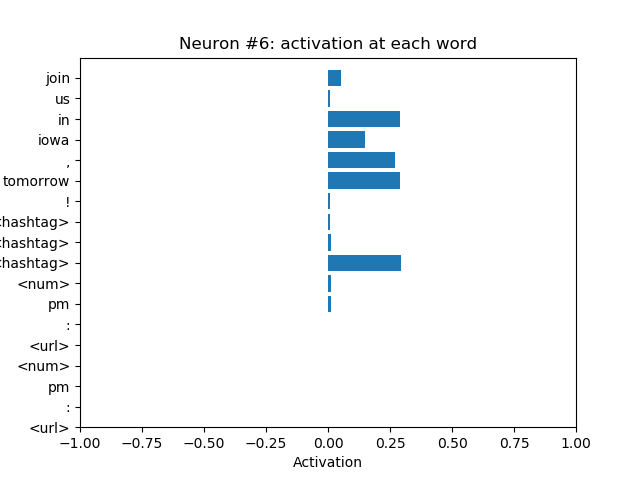 Neuron #6: activation at each word
join
us
in
iowa
,
tomorrow
!
hashtag>
hashtag>
hashtag>
<num>
pm
:
<url>
<num>
pm
:
<url>
−1.00 −0.75 −0.50 −0.25 0.00 0.25 0.50 0.75 1.00
Activation